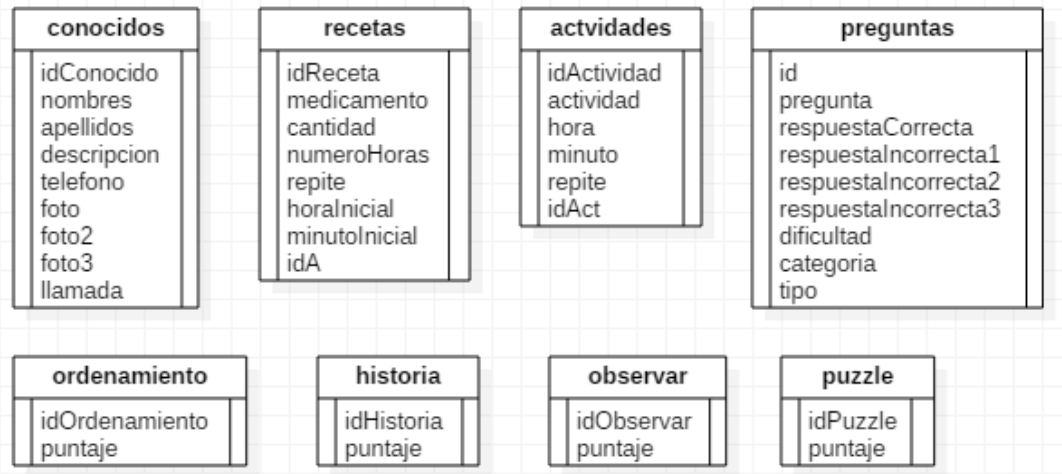 conocidos
idConocido
nombres
apellidos
descripcion
telefono
foto
foto2
foto3
llamada
recetas
idReceta
medicamento
cantidad
numeroHoras
repite
horaInicial
minutoInicial
idA
actvidades
idActividad
actividad
hora
minuto
repite
idAct
preguntas
id
pregunta
respuestaCorrecta
respuestaIncorrecta1
respuestaIncorrecta2
respuestaIncorrecta3
dificultad
categoria
tipo
ordenamiento
idOrdenamiento
puntaje
historia
idHistoria
puntaje
observar
idObservar
puntaje
puzzle
idPuzzle
puntaje